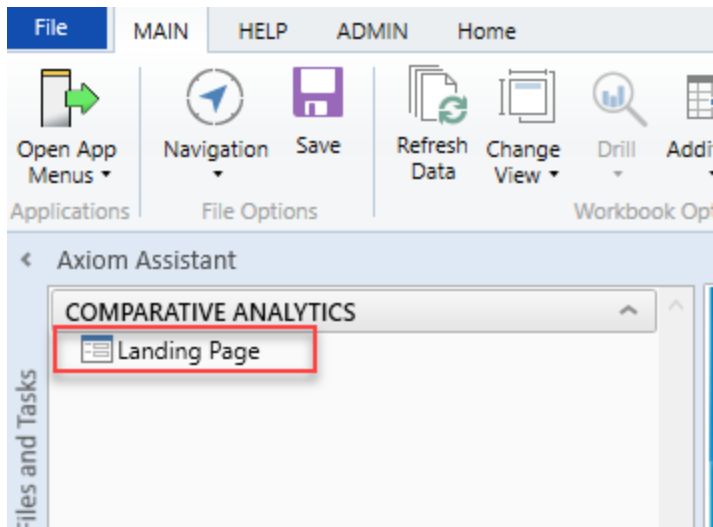 File MAIN HELP ADMIN Home
Open App Menus
Navigation
Save
Refresh Data
Change View
Drill
Applications
File Options
Workbook
Axiom Assistant
COMPARATIVE ANALYTICS
Landing Page
Files and Tasks